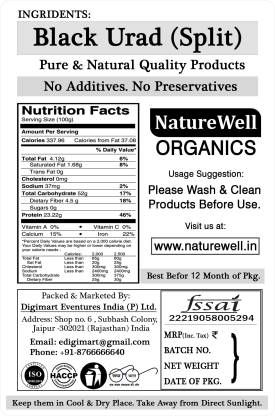 INGRIDENTS:
Black Urad (Split)
Pure & Natural Quality Products
No Additives. No Preservatives
Nutrition Facts
Serving Size (100g)
Amount Per Serving
Calories 337.96 Calories from Fat 37.08
% Daily Value*
Total Fat 4.12g 6%
Saturated Fat 1.68g 8%
Trans Fat 0g
Cholesterol 0mg
Sodium 37mg 2%
Total Carbohydrate 52g 17%
Dietary Fiber 4.5 g 18%
Sugars 0g
Protein 23.22g 46%
Vitamin A 0% • Vitamin C 0%
Calcium 15% • Iron 22%
*Percent Daily Values are based on a 2,000 calorie diet.
Your Daily Values may be higher or lower depending on
your calorie needs :
Calories: 2,000 2,500
Total Fat Less than 65g 80g
Sat Fat Less than 20g 25g
Cholesterol Less than 300mg 300mg
Sodium Less than 2400mg 2400mg
Total Carbohydrate 300mg 375g
Dietary Fiber 25g 30g
NatureWell
ORGANICS
Usage Suggestion:
Please Wash & Clean
Products Before Use.
Visit us at:
www.naturewell.in
Best Befor 12 Month of Pkg.
Packed & Marketed By:
Digimart Eventures India (P) Ltd.
Address: Shop no. 6 , Subhash Colony,
Jaipur -302021 (Rajasthan) India
Email: edigimart@gmail.com
Phone: +91-8766666640
ISO
HACCP
fssai
22219058005294
MRP(Inc. Tax) ₹
BATCH NO.
NET WEIGHT
DATE OF PKG.
Keep them in Cool & Dry Place. Take Away from Direct Sunlight.